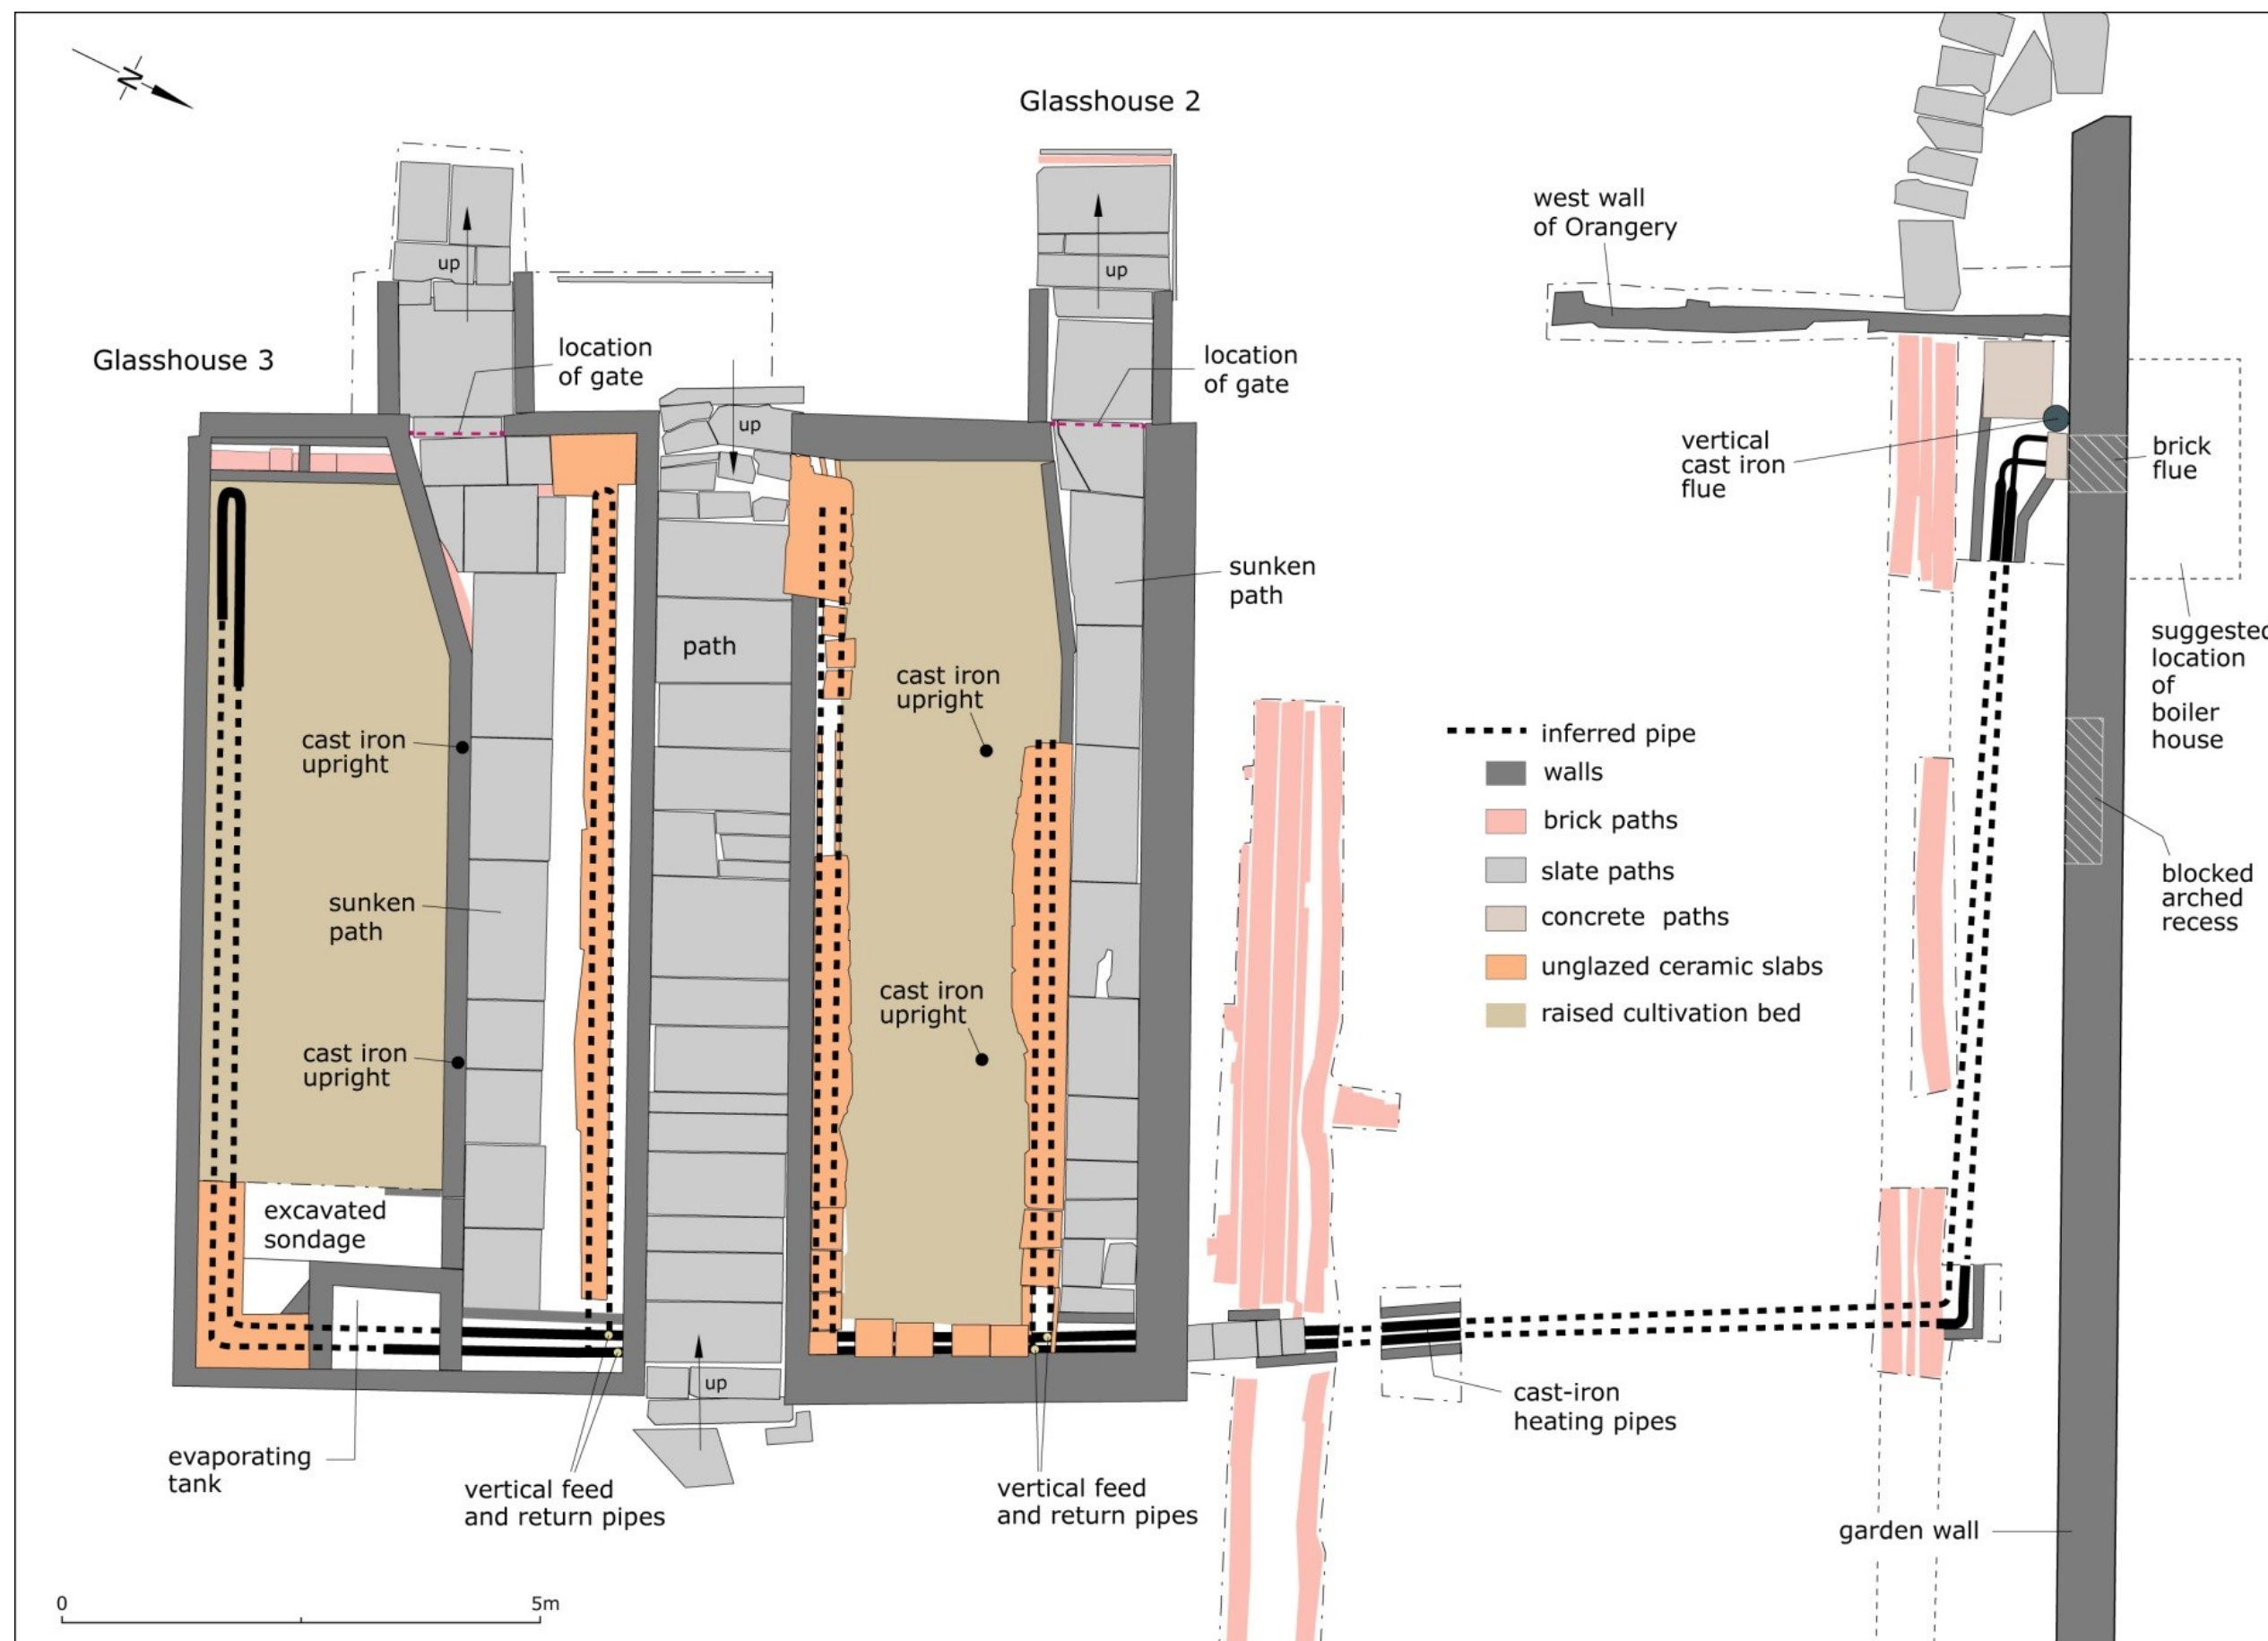 N
Glasshouse 2
Glasshouse 3
up
location
of gate
up
up
location
of gate
west wall
of Orangery
vertical
cast iron
flue
brick
flue
sunken
path
path
cast iron
upright
cast iron
upright
suggested
location
of
boiler
house
inferred pipe
walls
brick paths
slate paths
concrete paths
unglazed ceramic slabs
raised cultivation bed
blocked
arched
recess
sunken
path
cast iron
upright
cast iron
upright
excavated
sondage
up
evaporating
tank
vertical feed
and return pipes
vertical feed
and return pipes
cast-iron
heating pipes
garden wall
0 5m